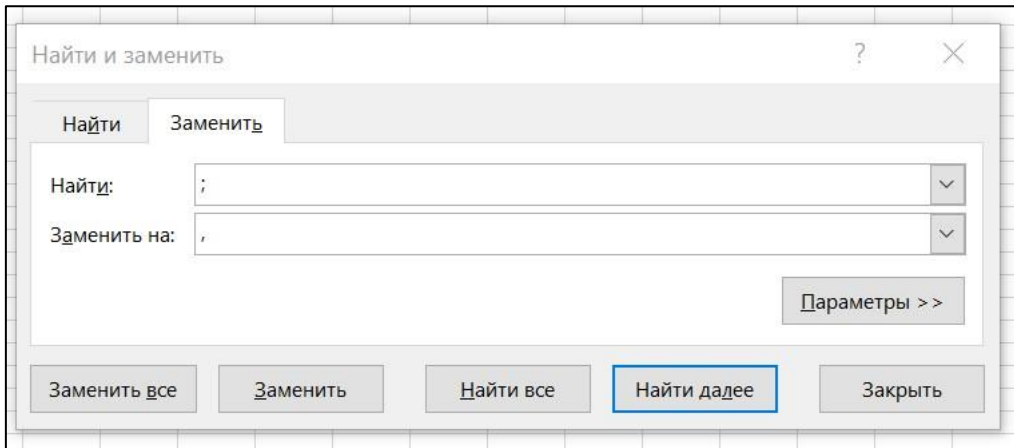 Найти и заменить ?
Найти Заменить
Найти: ;
Заменить на: ,
Параметры >>
Заменить все Заменить Найти все Найти далее Закрыть